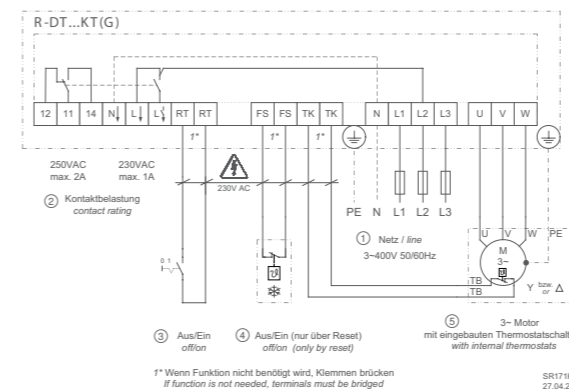 R-DT...KT(G)
12 11 14 N L L RT RT FS FS TK TK N L1 L2 L3 U V W
1* 1* 1*
250VAC
max. 2A
230VAC
max. 1A
230V AC
② Kontaktbelastung
contact rating
PE N L1 L2 L3
① Netz / line
3~400V 50/60Hz
0 1
U V W PE
M
3~
TB
TB
Y bzw. or Δ
③ Aus/Ein
off/on
④ Aus/Ein (nur über Reset)
off/on (only by reset)
⑤ 3~ Motor
mit eingebauten Thermostatschalt
with internal thermostats
1* Wenn Funktion nicht benötigt wird, Klemmen brücken
If function is not needed, terminals must be bridged
SR1718
27.04.2